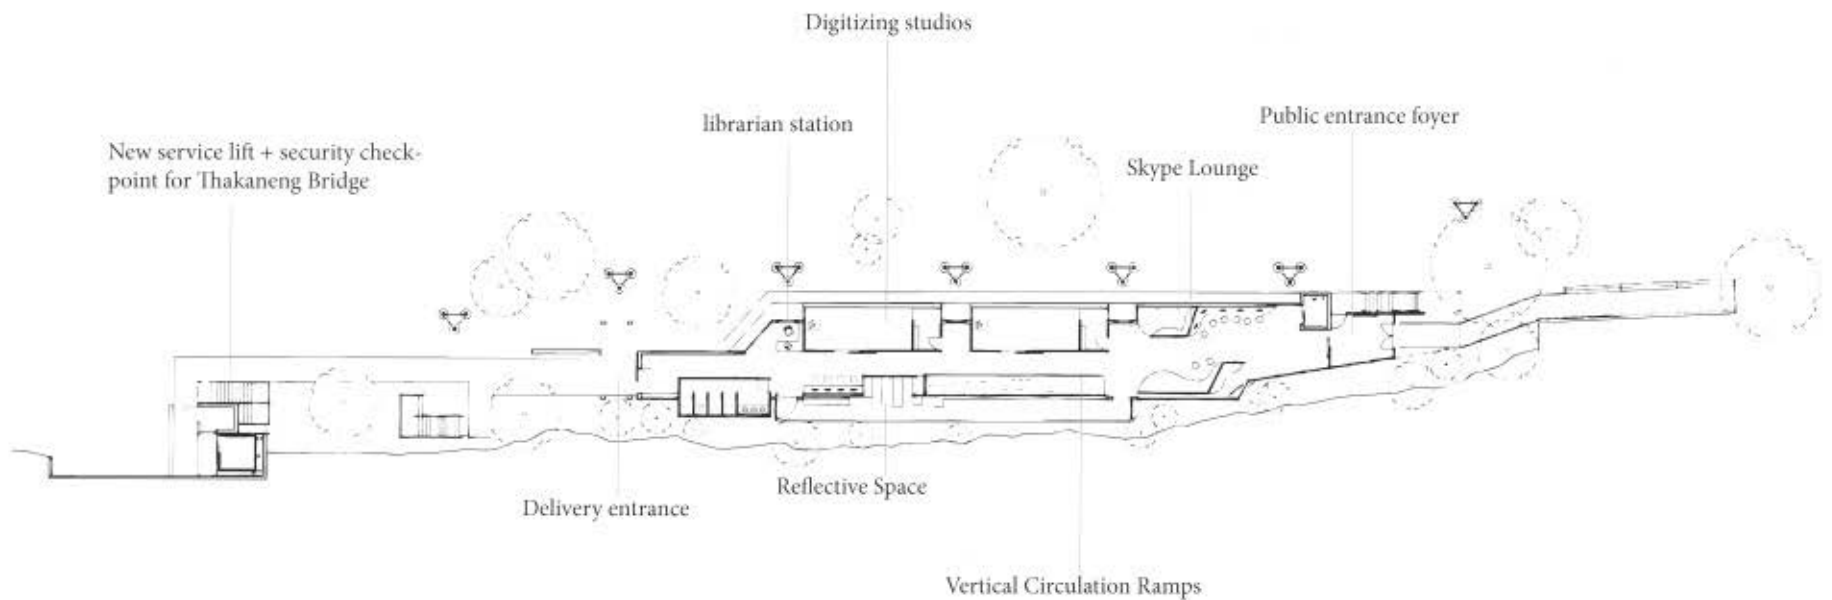 Digitizing studios
librarian station
Public entrance foyer
New service lift + security check-
point for Thakaneng Bridge
Skype Lounge
Reflective Space
Delivery entrance
Vertical Circulation Ramps